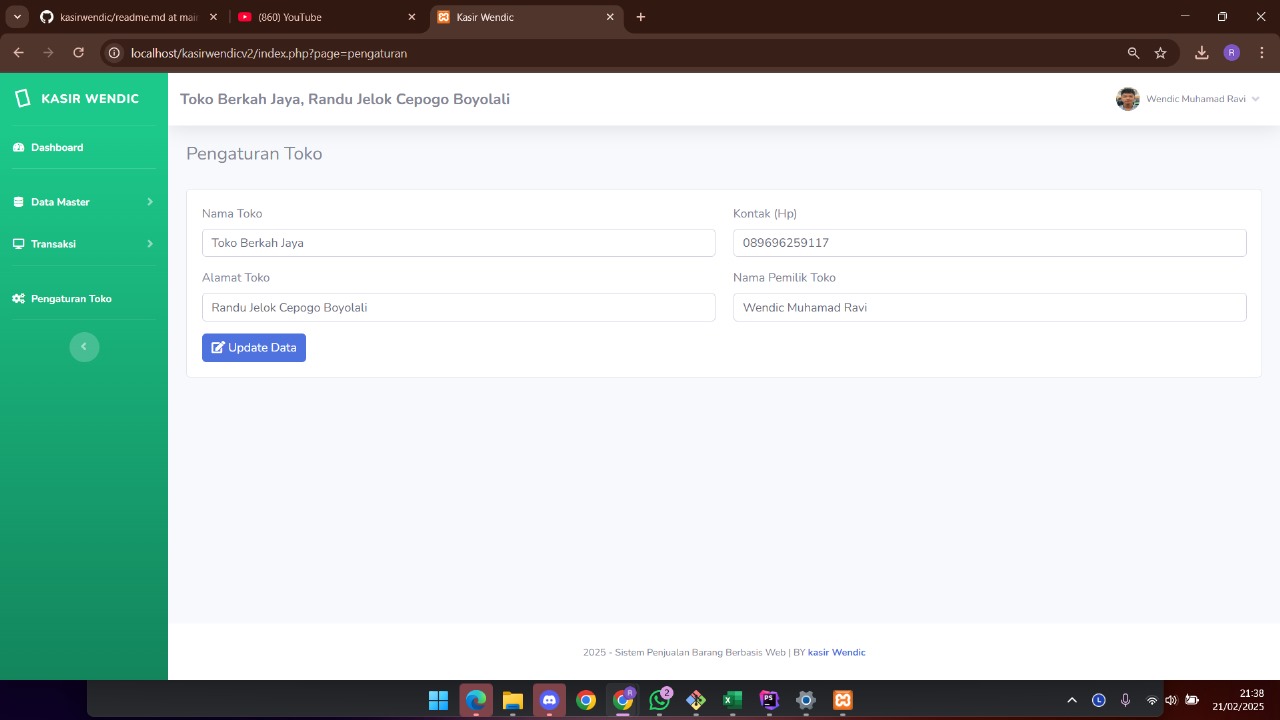 kasirwendic/readme.md at main
(860) YouTube
Kasir Wendic
localhost/kasirwendicv2/index.php?page=pengaturan
R
KASIR WENDIC
Toko Berkah Jaya, Randu Jelok Cepogo Boyolali
Wendic Muhamad Ravi
Dashboard
Data Master
Transaksi
Pengaturan Toko
Pengaturan Toko
Nama Toko
Kontak (Hp)
Toko Berkah Jaya
089696259117
Alamat Toko
Nama Pemilik Toko
Randu Jelok Cepogo Boyolali
Wendic Muhamad Ravi
Update Data
2025 - Sistem Penjualan Barang Berbasis Web | BY kasir Wendic
R
2
PS
L
21:38
21/02/2025